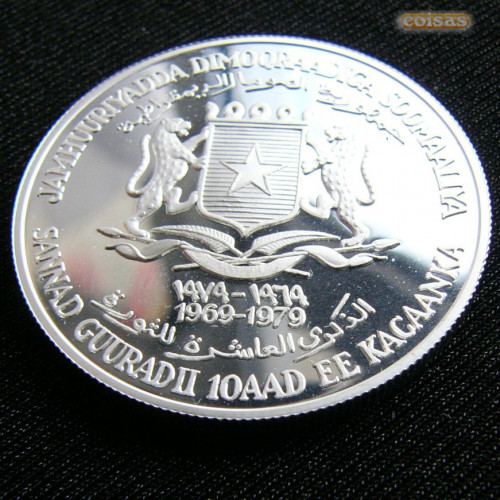 coisas
JAMHUURIYADDA DIMOQRAADIGA SOOMAALIYA
جمهورية الصومال الديمقراطية
١٩٧٩-١٩٦٩
1969-1979
الذكرى العاشرة للثورة
SANNAD GUURADII 10AAD EE KACAANKA